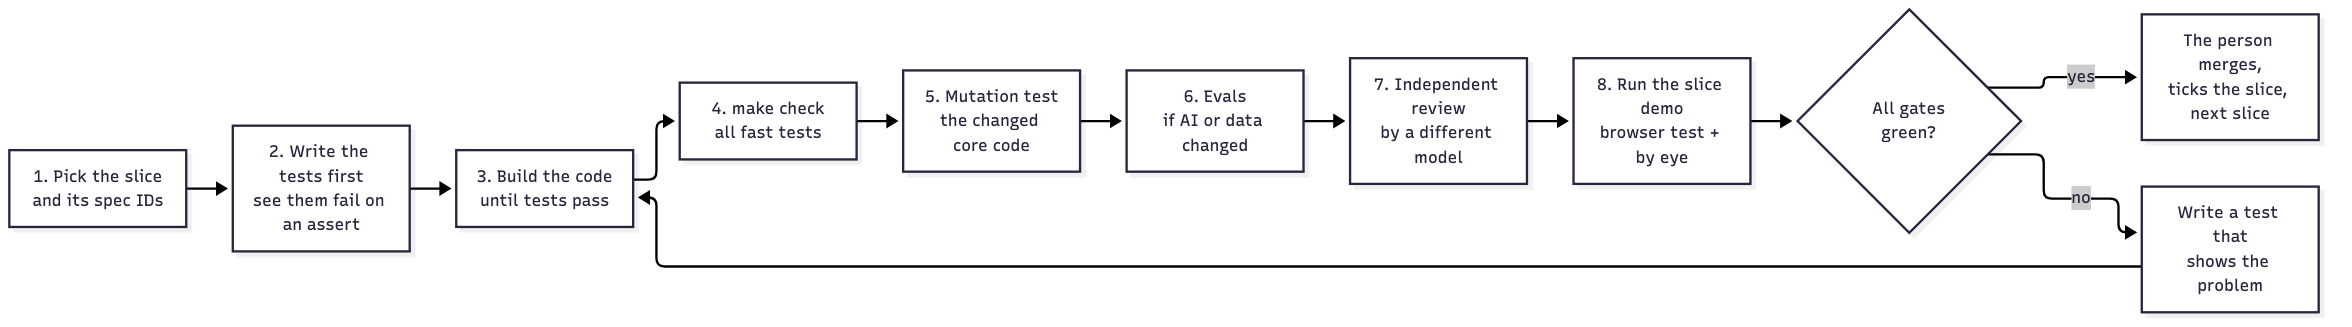 1. Pick the slice
and its spec IDs
2. Write the
tests first
see them fail on
an assert
3. Build the code
until tests pass
4. make check
all fast tests
5. Mutation test
the changed
core code
6. Evals
if AI or data
changed
7. Independent
review
by a different
model
8. Run the slice
demo
browser test +
by eye
All gates
green?
yes
The person
merges,
ticks the slice,
next slice
no
Write a test
that
shows the
problem